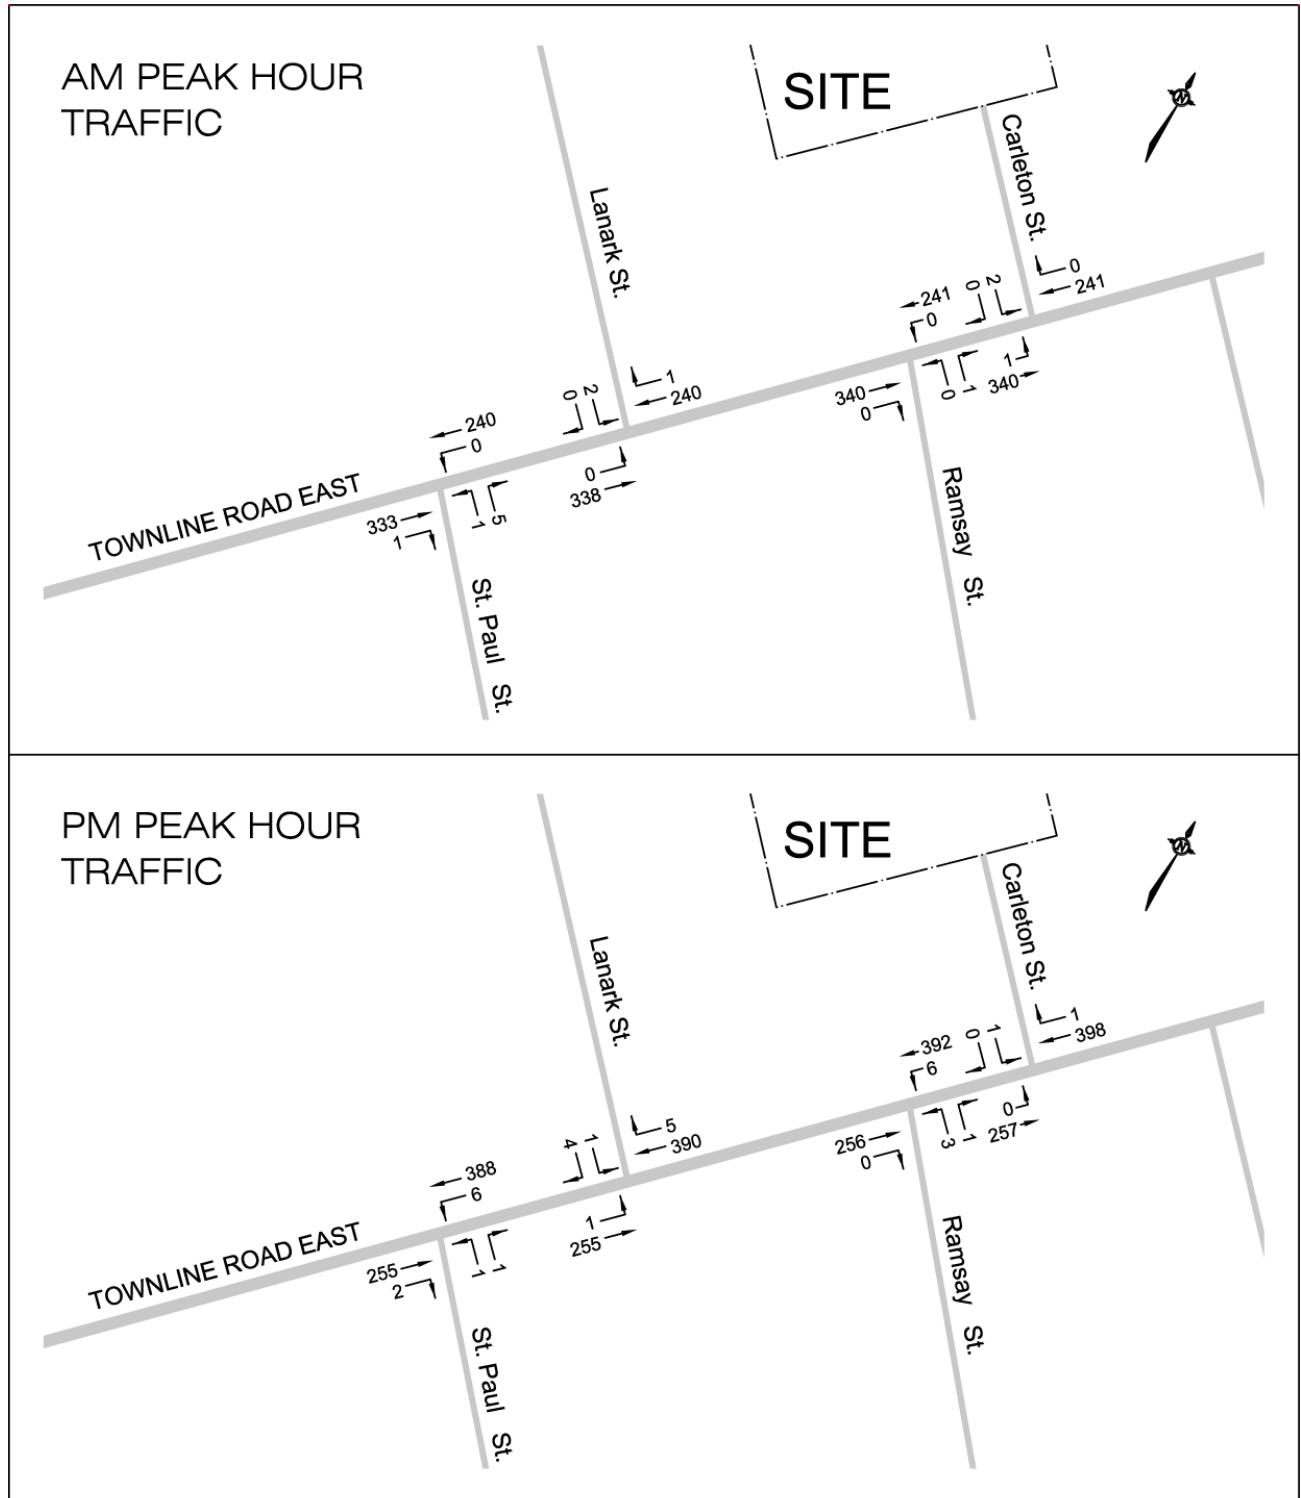 AM PEAK HOUR
TRAFFIC
SITE
N
Carleton St.
Lanark St.
0
241
2
0
241
0
1
340
1
0
340
0
1
240
2
0
0
338
240
0
5
1
333
1
TOWNLINE ROAD EAST
St. Paul St.
Ramsay St.
PM PEAK HOUR
TRAFFIC
SITE
N
Carleton St.
Lanark St.
1
398
1
0
392
6
0
257
1
3
256
0
5
390
1
4
1
255
388
6
1
1
255
2
TOWNLINE ROAD EAST
St. Paul St.
Ramsay St.